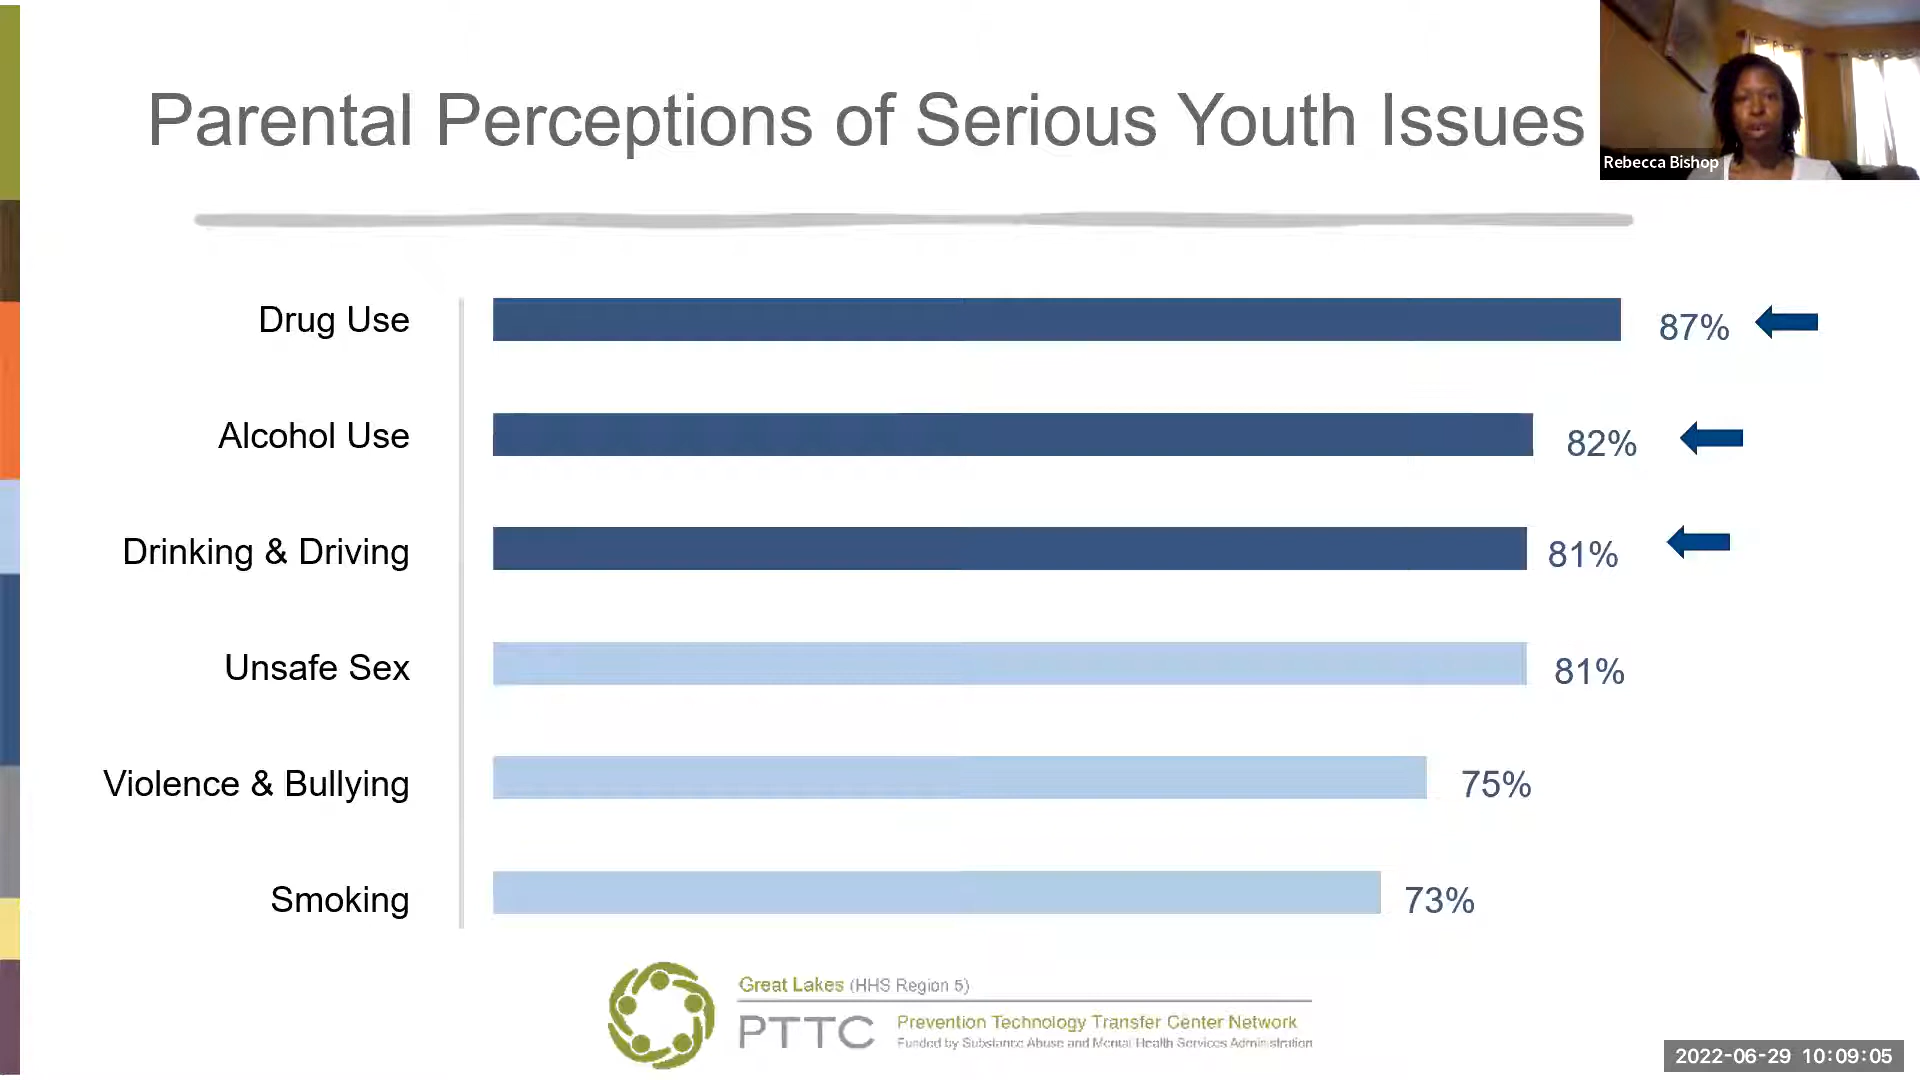 Parental Perceptions of Serious Youth Issues
Rebecca Bishop
Drug Use 87%
Alcohol Use 82%
Drinking & Driving 81%
Unsafe Sex 81%
Violence & Bullying 75%
Smoking 73%
Great Lakes (HHS Region 5)
PTTC Prevention Technology Transfer Center Network
Funded by Substance Abuse and Mental Health Services Administration
2022-06-29 10:09:05